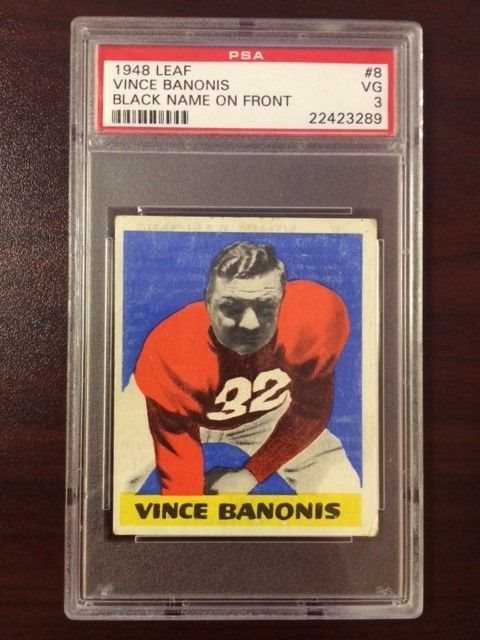 PSA
1948 LEAF #8
VINCE BANONIS VG
BLACK NAME ON FRONT 3
22423289
32
VINCE BANONIS